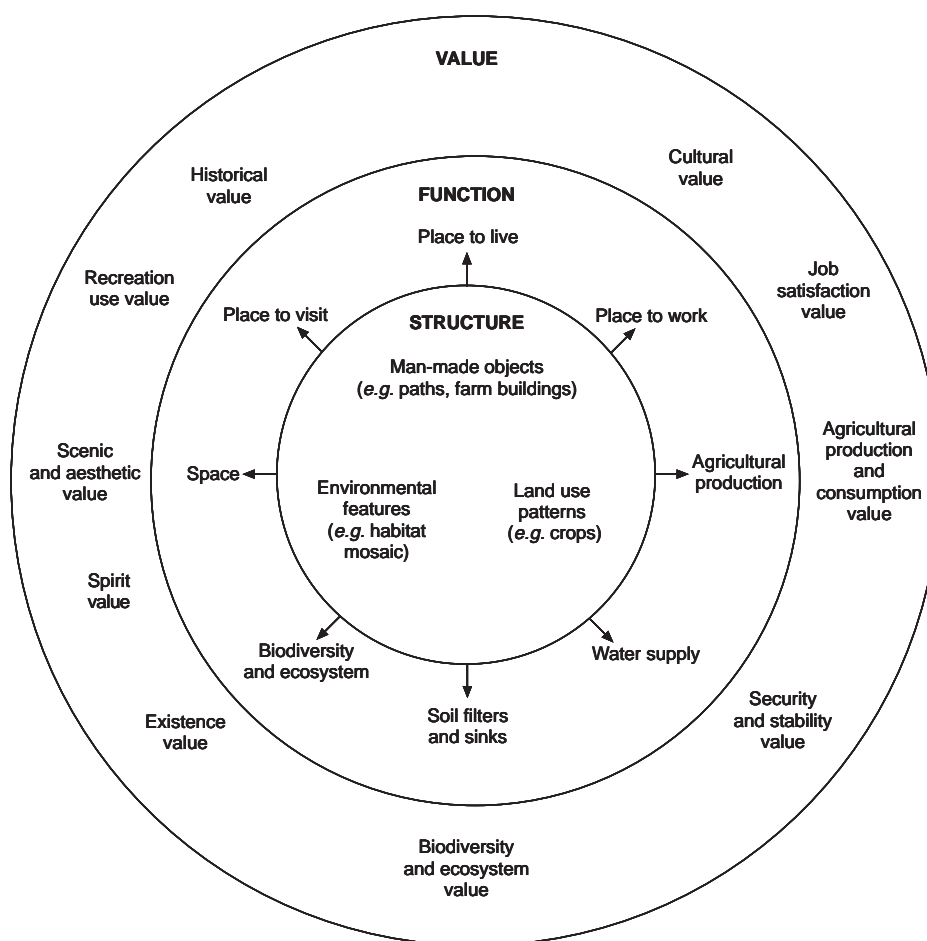 VALUE
Historical
value
Cultural
value
FUNCTION
Place to live
Recreation
use value
Job
satisfaction
value
Place to visit
Place to work
STRUCTURE
Man-made objects
(e.g. paths, farm buildings)
Scenic
and aesthetic
value
Space
Environmental
features
(e.g. habitat
mosaic)
Land use
patterns
(e.g. crops)
Agricultural
production
Agricultural
production
and
consumption
value
Spirit
value
Biodiversity
and ecosystem
Water supply
Soil filters
and sinks
Existence
value
Security
and stability
value
Biodiversity
and ecosystem
value